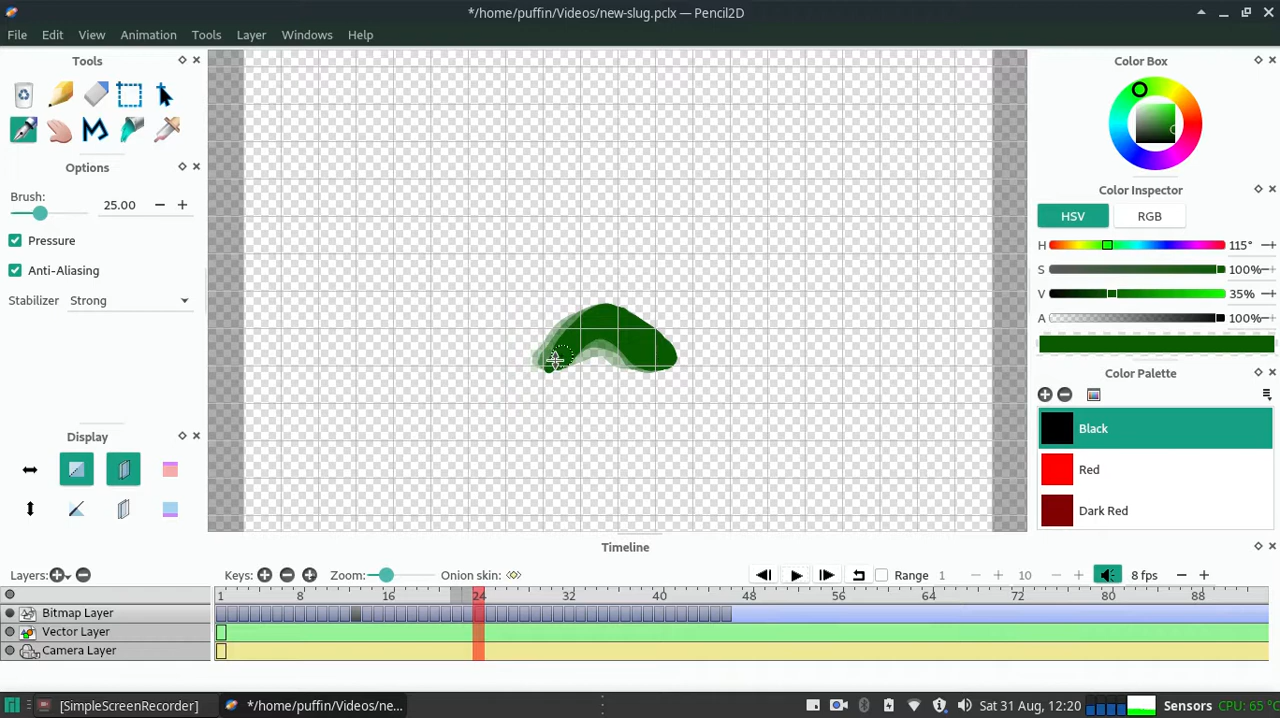 */home/puffin/Videos/new-slug.pclx — Pencil2D
File Edit View Animation Tools Layer Windows Help
Tools
Options
Brush:
25.00
Pressure
Anti-Aliasing
Stabilizer Strong
Display
Color Box
Color Inspector
HSV RGB
H 115°
S 100%
V 35%
A 100%
Color Palette
Black
Red
Dark Red
Timeline
Layers: Keys: Zoom: Onion skin: Range 1 10 8 fps
1 8 16 24 32 40 48 56 64 72 80 88
Bitmap Layer
Vector Layer
Camera Layer
[SimpleScreenRecorder] */home/puffin/Videos/ne... Sat 31 Aug, 12:20 Sensors CPU: 65 °C